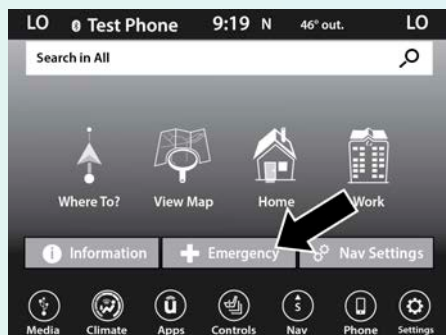 LO Test Phone 9:19 N 46° out. LO
Search in All
Where To? View Map Home Work
Information Emergency Nav Settings
Media Climate Apps Controls Nav Phone Settings